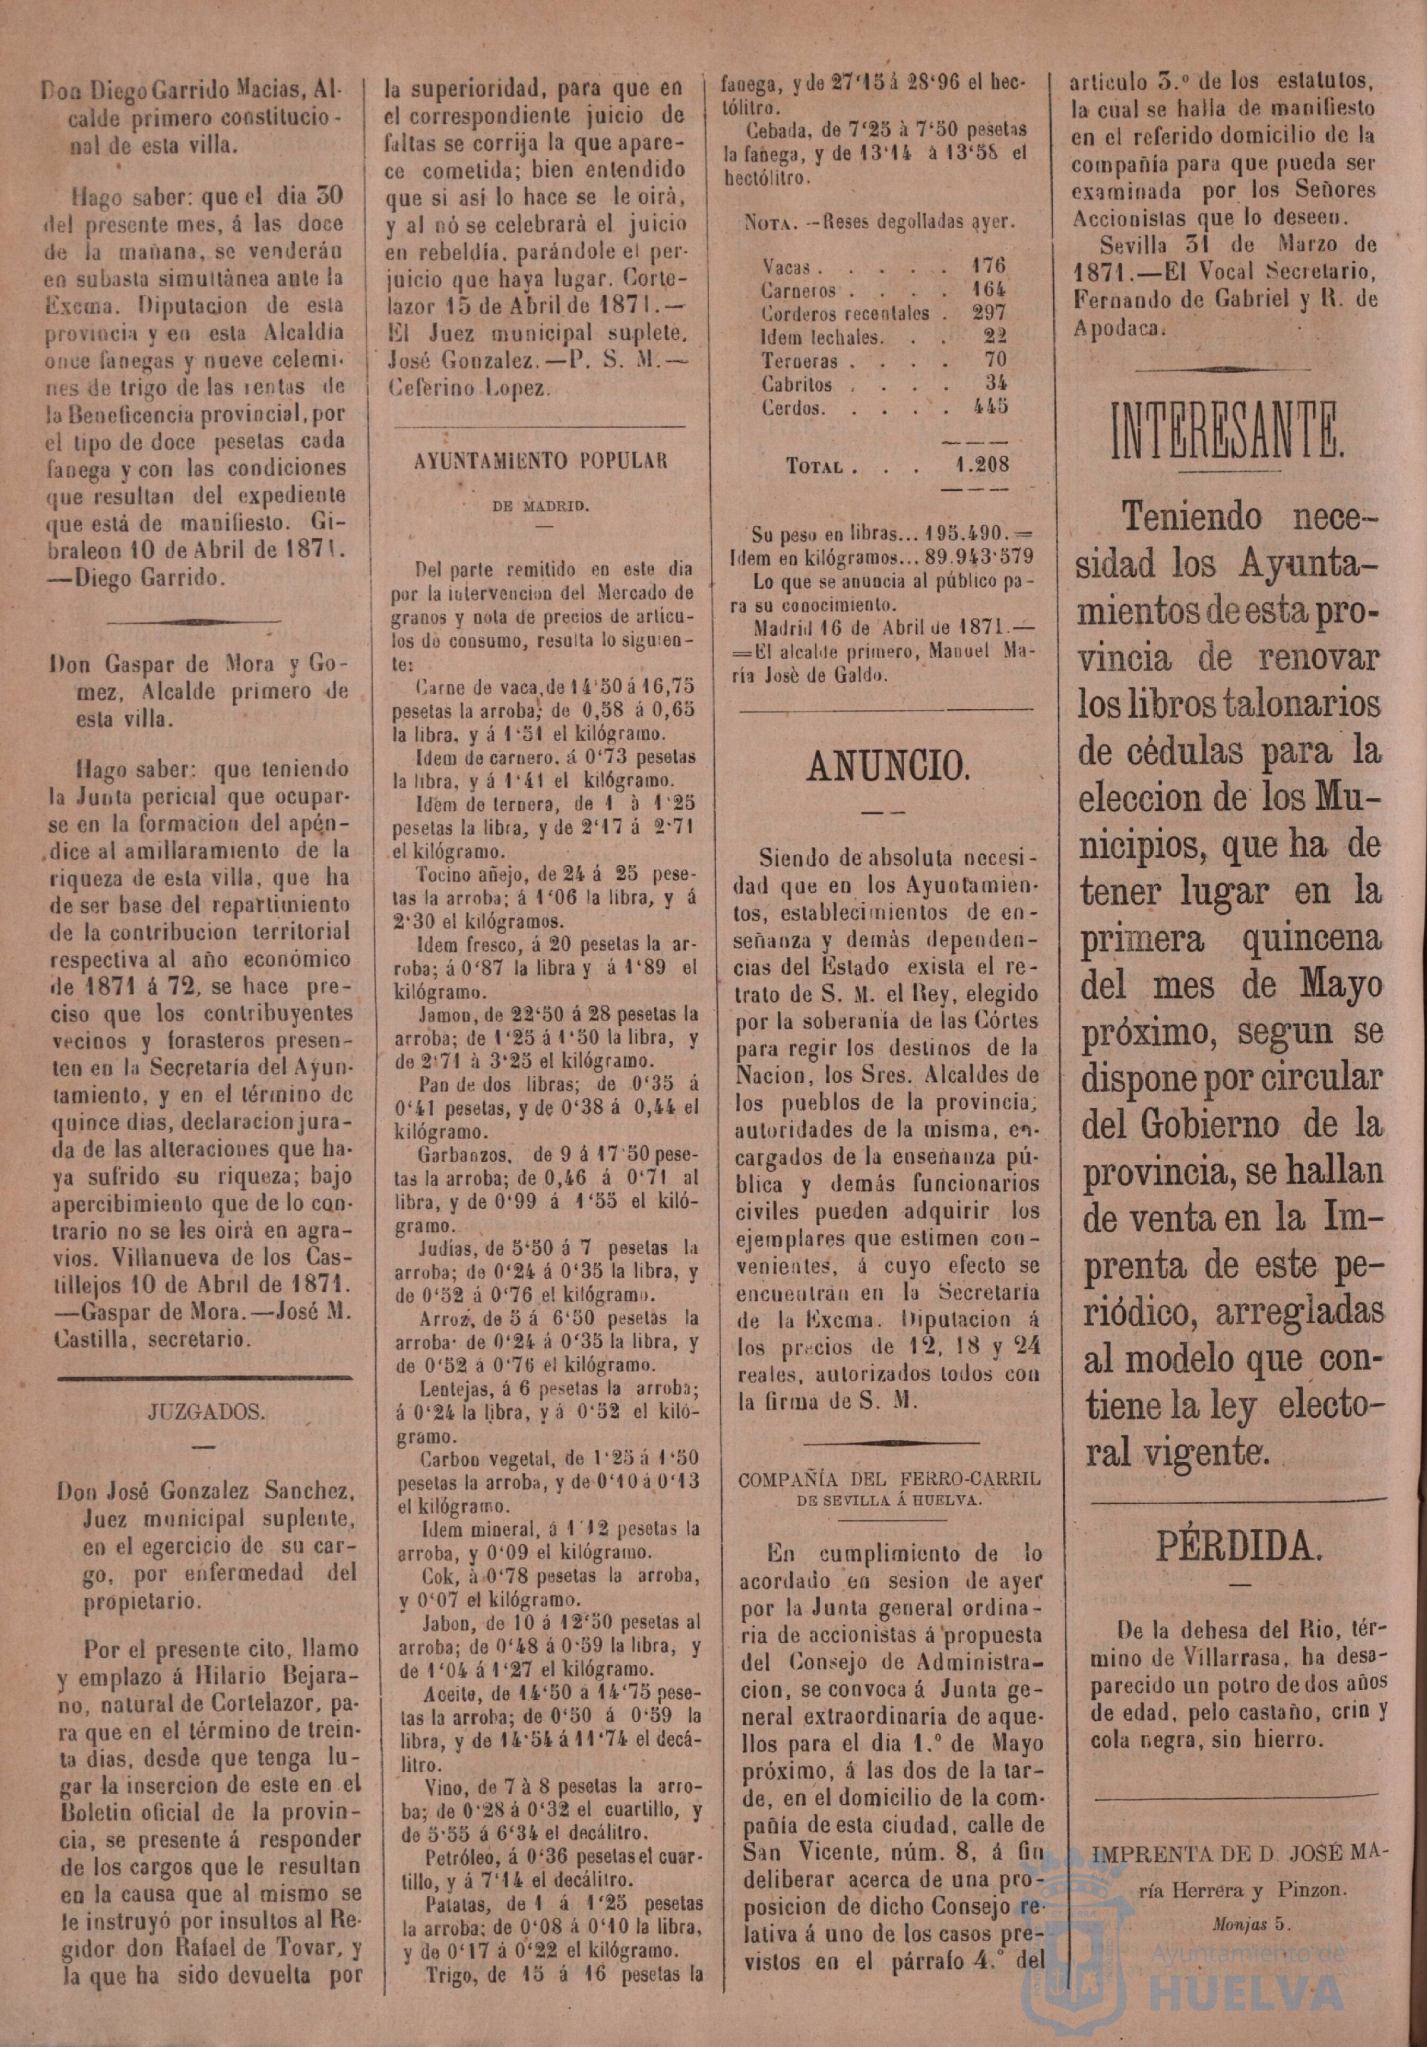 Don Diego Garrido Macias, Al-
calde primero constitucio-
nal de esta villa.
Hago saber: que el dia 30
del presente mes, á las doce
de la mañana, se venderán
en subasta simultànea ante la
Excma. Diputacion de esta
provincia y en esta Alcaldía
once fanegas y nueve celemi-
nes de trigo de las rentas de
la Beneficencia provincial, por
el tipo de doce pesetas cada
fanega y con las condiciones
que resultan del expediente
que está de manifiesto. Gi-
braleon 10 de Abril de 1871.
—Diego Garrido.
Don Gaspar de Mora y Go-
mez, Alcalde primero de
esta villa.
Hago saber: que teniendo
la Junta pericial que ocupar-
se en la formacion del apén-
dice al amillaramiento de la
riqueza de esta villa, que ha
de ser base del repartimiento
de la contribucion territorial
respectiva al año económico
de 1871 á 72, se hace pre-
ciso que los contribuyentes
vecinos y forasteros presen-
ten en la Secretaría del Ayun-
tamiento, y en el término de
quince dias, declaracion jura-
da de las alteraciones que ha-
ya sufrido su riqueza; bajo
apercibimiento que de lo con-
trario no se les oirà en agra-
vios. Villanueva de los Cas-
tillejos 10 de Abril de 1871.
—Gaspar de Mora.—José M.
Castilla, secretario.
JUZGADOS.
Don José Gonzalez Sanchez,
Juez municipal suplente,
en el egercicio de su car-
go, por enfermedad del
propietario.
Por el presente cito, llamo
y emplazo á Hilario Bejara-
no, natural de Cortelazor, pa-
ra que en el término de trein-
ta dias, desde que tenga lu-
gar la insercion de este en el
Boletin oficial de la provin-
cia, se presente á responder
de los cargos que le resultan
en la causa que al mismo se
le instruyó por insultos al Re-
gidor don Rafael de Tovar, y
la que ha sido devuelta por
la superioridad, para que en
el correspondiente juicio de
faltas se corrija la que apare-
ce cometida; bien entendido
que si así lo hace se le oirà,
y al nó se celebrará el juicio
en rebeldía, parándole el per-
juicio que haya lugar. Corte-
lazor 15 de Abril de 1871.—
El Juez municipal suplete,
José Gonzalez.—P. S. M.—
Ceferino Lopez.
AYUNTAMIENTO POPULAR
DE MADRID.
Del parte remitido en este dia
por la intervencion del Mercado de
granos y nota de precios de articu-
los de consumo, resulta lo siguien-
te:
Carne de vaca, de 14'50 á 16,75
pesetas la arroba; de 0,58 á 0,65
la libra, y á 1'51 el kilógramo.
Idem de carnero, á 0'73 pesetas
la libra, y á 1'41 el kilógramo.
Idem de ternera, de 1 à 1'25
pesetas la libra, y de 2'17 á 2'71
el kilógramo.
Tocino añejo, de 24 á 25 pese-
tas la arroba; á 1'06 la libra, y á
2'30 el kilógramos.
Idem fresco, á 20 pesetas la ar-
roba; á 0'87 la libra y á 1'89 el
kilógramo.
Jamon, de 22'50 á 28 pesetas la
arroba; de 1'25 á 1'50 la libra, y
de 2'71 à 3'25 el kilógramo.
Pan de dos libras; de 0'35 á
0'41 pesetas, y de 0'38 á 0,44 el
kilógramo.
Garbanzos, de 9 á 17'50 pese-
tas la arroba; de 0,46 á 0'71 al
libra, y de 0'99 á 1'55 el kiló-
gramo.
Judías, de 5'50 á 7 pesetas la
arroba; de 0'24 á 0'35 la libra, y
de 0'52 á 0'76 el kilógramo.
Arroz, de 5 á 6'50 pesetas la
arroba· de 0'24 á 0'35 la libra, y
de 0'52 á 0'76 el kilógramo.
Lentejas, á 6 pesetas la arroba;
á 0'24 la libra, y á 0'52 el kiló-
gramo.
Carbon vegetal, de 1'25 á 1'50
pesetas la arroba, y de 0'10 á 0'13
el kilógramo.
Idem mineral, á 1'12 pesetas la
arroba, y 0'09 el kilógramo.
Cok, à 0'78 pesetas la arroba,
y 0'07 el kilógramo.
Jabon, de 10 á 12'50 pesetas al
arroba; de 0'48 á 0'59 la libra, y
de 1'04 á 1'27 el kilógramo.
Aceite, de 14'50 a 14'75 pese-
tas la arroba; de 0'50 á 0'59 la
libra, y de 14'54 á 11'74 el decá-
litro.
Vino, de 7 à 8 pesetas la arro-
ba; de 0'28 á 0'32 el cuartillo, y
de 5'55 á 6'34 el decálitro.
Petróleo, á 0'36 pesetas el cuar-
tillo, y á 7'14 el decálitro.
Patatas, de 1 á 1'25 pesetas
la arroba; de 0'08 á 0'10 la libra,
y de 0'17 á 0'22 el kilógramo.
Trigo, de 15 á 16 pesetas la
fanega, y de 27'15 á 28'96 el hec-
tólitro.
Cebada, de 7'25 à 7'50 pesetas
la fanega, y de 13'14 à 13'58 el
hectólitro.
NOTA.--Reses degolladas ayer.
Vacas . . . . . 176
Carneros . . . . 164
Corderos recentales . 297
Idem lechales. . . 22
Terneras . . . . 70
Cabritos . . . . 34
Cerdos. . . . . 445
TOTAL . . . 1.208
Su peso en libras... 195.490.=
Idem en kilógramos... 89.943'579
Lo que se anuncia al público pa-
ra su conocimiento.
Madrid 16 de Abril de 1871.—
=El alcalde primero, Manuel Ma-
ría Josè de Galdo.
ANUNCIO.
Siendo de absoluta necesi-
dad que en los Ayuntamien-
tos, establecimientos de en-
señanza y demàs dependen-
cias del Estado exista el re-
trato de S. M. el Rey, elegido
por la soberanía de las Córtes
para regir los destinos de la
Nacion, los Sres. Alcaldes de
los pueblos de la provincia;
autoridades de la misma, en-
cargados de la enseñanza pú-
blica y demás funcionarios
civiles pueden adquirir los
ejemplares que estimen con-
venientes, á cuyo efecto se
encuentran en la Secretaría
de la Excma. Diputacion á
los precios de 12, 18 y 24
reales, autorizados todos con
la firma de S. M.
COMPAÑÍA DEL FERRO-CARRIL
DE SEVILLA Á HUELVA.
En cumplimiento de lo
acordado en sesion de ayer
por la Junta general ordina-
ria de accionistas á propuesta
del Consejo de Administra-
cion, se convoca á Junta ge-
neral extraordinaria de aque-
llos para el dia 1.º de Mayo
próximo, á las dos de la tar-
de, en el domicilio de la com-
pañía de esta ciudad, calle de
San Vicente, núm. 8, á fin
deliberar acerca de una pro-
posicion de dicho Consejo re-
lativa á uno de los casos pre-
vistos en el párrafo 4.º del
articulo 3.º de los estatutos,
la cual se halla de manifiesto
en el referido domicilio de la
compañía para que pueda ser
examinada por los Señores
Accionistas que lo deseen.
Sevilla 31 de Marzo de
1871.—El Vocal Secretario,
Fernando de Gabriel y R. de
Apodaca.
INTERESANTE.
Teniendo nece-
sidad los Ayunta-
mientos de esta pro-
vincia de renovar
los libros talonarios
de cédulas para la
eleccion de los Mu-
nicipios, que ha de
tener lugar en la
primera quincena
del mes de Mayo
próximo, segun se
dispone por circular
del Gobierno de la
provincia, se hallan
de venta en la Im-
prenta de este pe-
riódico, arregladas
al modelo que con-
tiene la ley electo-
ral vigente.
PÉRDIDA.
De la dehesa del Rio, tér-
mino de Villarrasa, ha desa-
parecido un potro de dos años
de edad, pelo castaño, crin y
cola negra, sin hierro.
IMPRENTA DE D. JOSÉ MA-
ría Herrera y Pinzon.
Monjas 5.
Ayuntamiento de
HUELVA